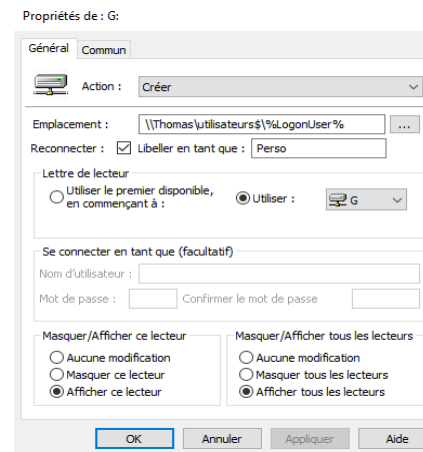 Propriétés de : G:
Général Commun
Action : Créer
Emplacement : \\Thomas\utilisateurs$\%LogonUser% ...
Reconnecter : Libeller en tant que : Perso
Lettre de lecteur
Utiliser le premier disponible, en commençant à : Utiliser : G
Se connecter en tant que (facultatif)
Nom d'utilisateur :
Mot de passe : Confirmer le mot de passe
Masquer/Afficher ce lecteur Masquer/Afficher tous les lecteurs
Aucune modification Aucune modification
Masquer ce lecteur Masquer tous les lecteurs
Afficher ce lecteur Afficher tous les lecteurs
OK Annuler Appliquer Aide